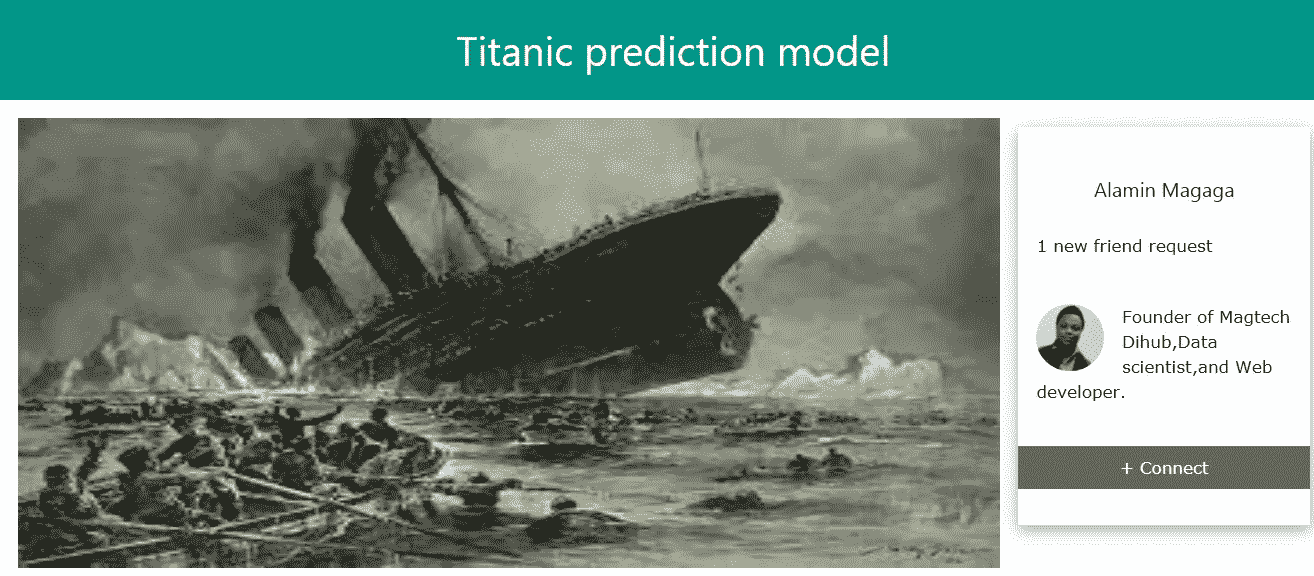 Titanic prediction model
Alamin Magaga
1 new friend request
Founder of Magtech
Dihub,Data
scientist,and Web
developer.
+ Connect